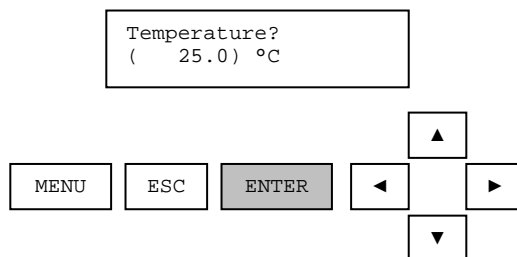 Temperature?
(   25.0) °C
▲
MENU ESC ENTER ◄ ►
▼